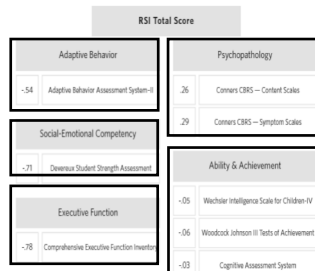 RSI Total Score
Adaptive Behavior
-.54 Adaptive Behavior Assessment System-II
Social-Emotional Competency
-.71 Devereux Student Strength Assessment
Executive Function
-.78 Comprehensive Executive Function Inventory
Psychopathology
.26 Conners CBRS — Content Scales
.29 Conners CBRS — Symptom Scales
Ability & Achievement
-.05 Wechsler Intelligence Scale for Children-IV
-.06 Woodcock Johnson III Tests of Achievement
-.03 Cognitive Assessment System